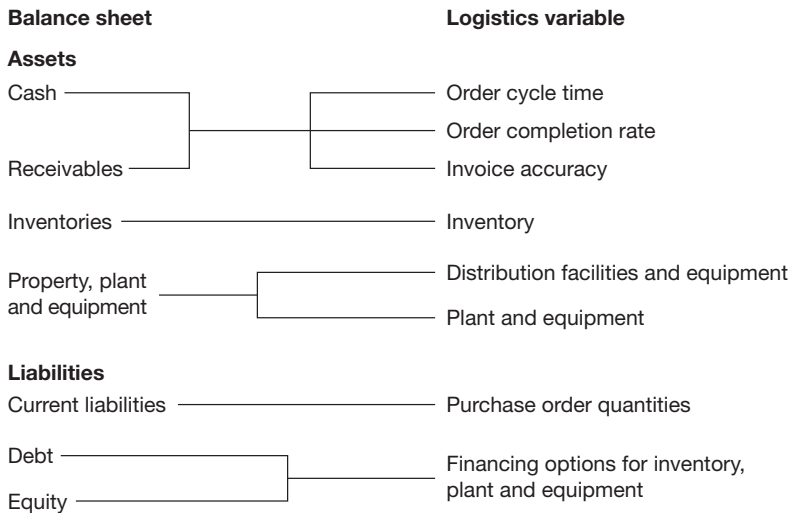 Balance sheet
Logistics variable
Assets
Cash
Order cycle time
Order completion rate
Receivables
Invoice accuracy
Inventories
Inventory
Property, plant
and equipment
Distribution facilities and equipment
Plant and equipment
Liabilities
Current liabilities
Purchase order quantities
Debt
Equity
Financing options for inventory,
plant and equipment